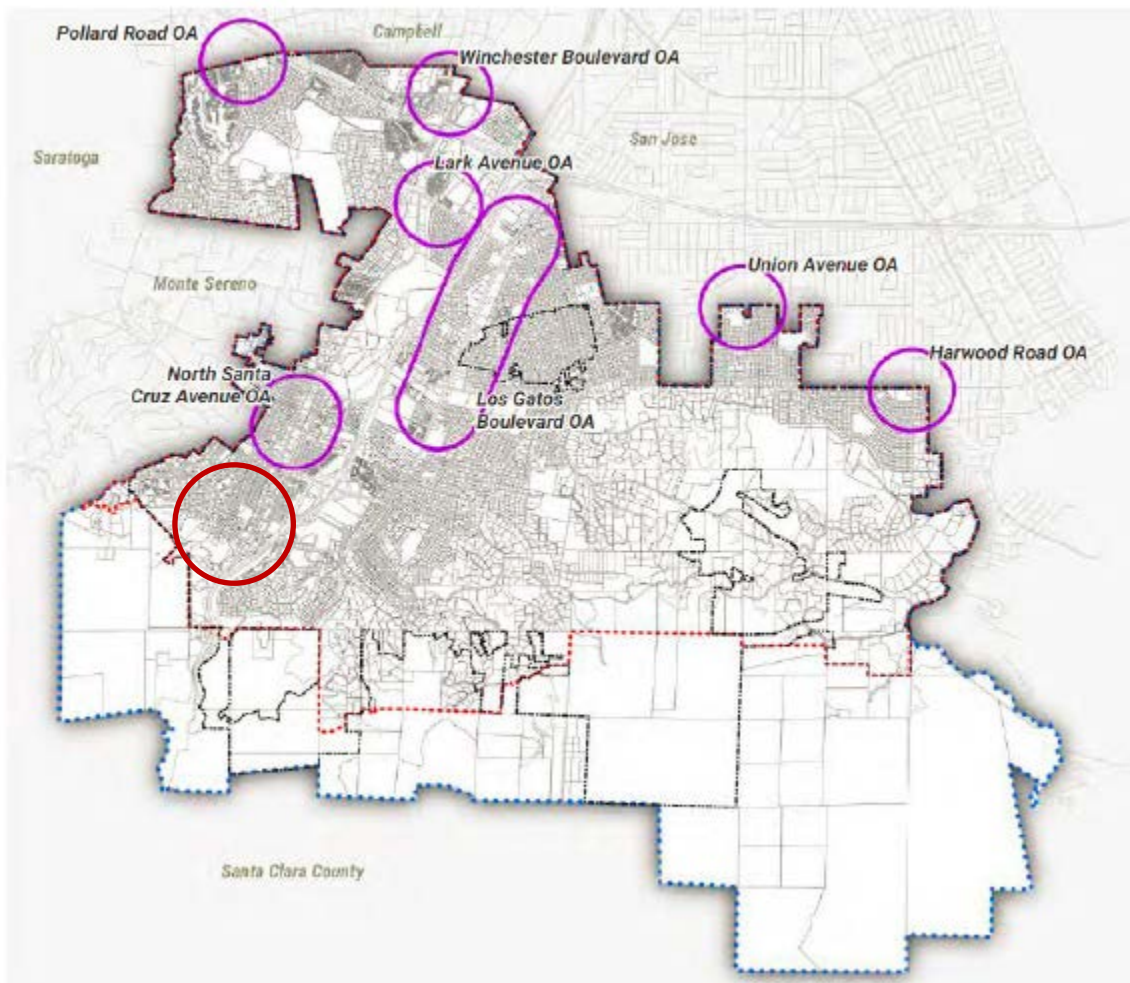 Pollard Road OA
Campbell
Winchester Boulevard OA
San Jose
Saratoga
Lark Avenue OA
Monte Sereno
Union Avenue OA
Harwood Road OA
North Santa
Cruz Avenue OA
Los Gatos
Boulevard OA
Santa Clara County